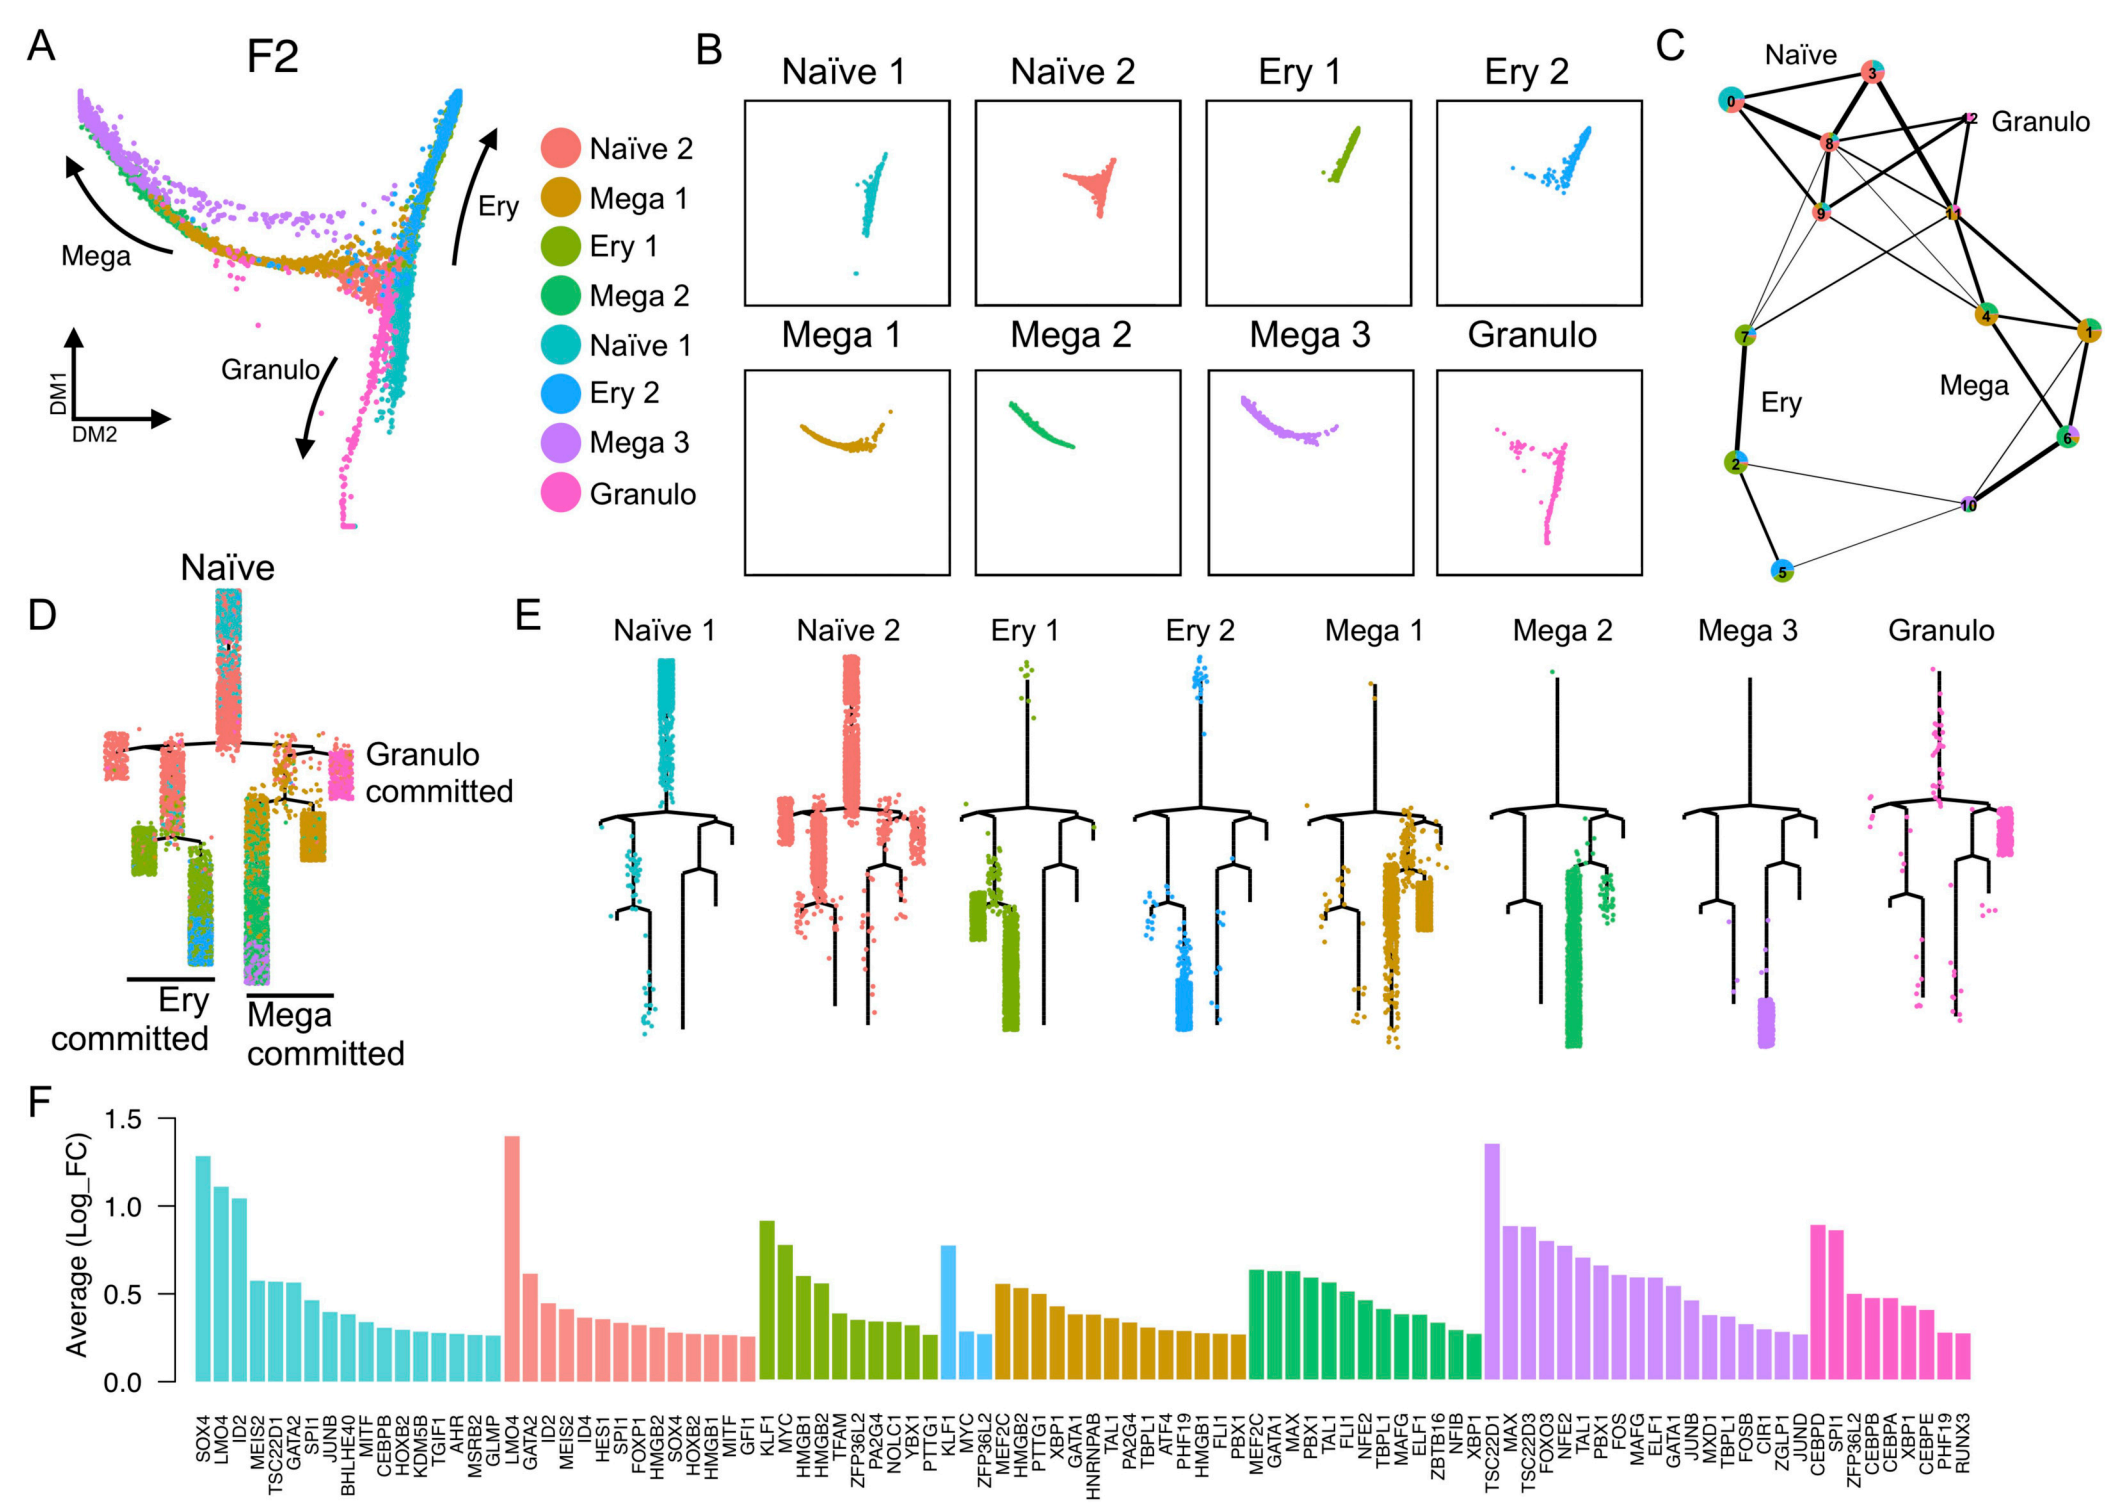 A
F2
Mega
Ery
Granulo
DM1
DM2
Naïve 2
Mega 1
Ery 1
Mega 2
Naïve 1
Ery 2
Mega 3
Granulo
B
Naïve 1
Naïve 2
Ery 1
Ery 2
Mega 1
Mega 2
Mega 3
Granulo
C
Naïve
Granulo
Ery
Mega
0
3
12
8
9
11
7
4
1
6
2
10
5
D
Naïve
Granulo
committed
Ery
committed
Mega
committed
E
Naïve 1
Naïve 2
Ery 1
Ery 2
Mega 1
Mega 2
Mega 3
Granulo
F
Average (Log_FC)
1.5
1.0
0.5
0.0
SOX4
LMO4
ID2
MEIS2
TSC22D1
GATA2
SPI1
JUNB
BHLHE40
MITF
CEBPB
HOXB2
KDM5B
TGIF1
AHR
MSRB2
GLMP
LMO4
GATA2
ID2
MEIS2
ID4
HES1
SPI1
FOXP1
HMGB2
SOX4
HOXB2
HMGB1
MITF
GFI1
KLF1
MYC
HMGB1
HMGB2
TFAM
ZFP36L2
PA2G4
NOLC1
YBX1
PTTG1
KLF1
MYC
ZFP36L2
MEF2C
HMGB2
PTTG1
XBP1
GATA1
HNRNPAB
TAL1
PA2G4
TBPL1
ATF4
PHF19
HMGB1
FLI1
PBX1
MEF2C
GATA1
MAX
PBX1
TAL1
FLI1
NFE2
TBPL1
MAFG
ELF1
ZBTB16
NFIB
XBP1
TSC22D1
MAX
TSC22D3
FOXO3
NFE2
TAL1
PBX1
FOS
MAFG
ELF1
GATA1
JUNB
MXD1
TBPL1
FOSB
CIR1
ZGLP1
JUND
CEBPD
SPI1
ZFP36L2
CEBPB
CEBPA
XBP1
CEBPE
PHF19
RUNX3